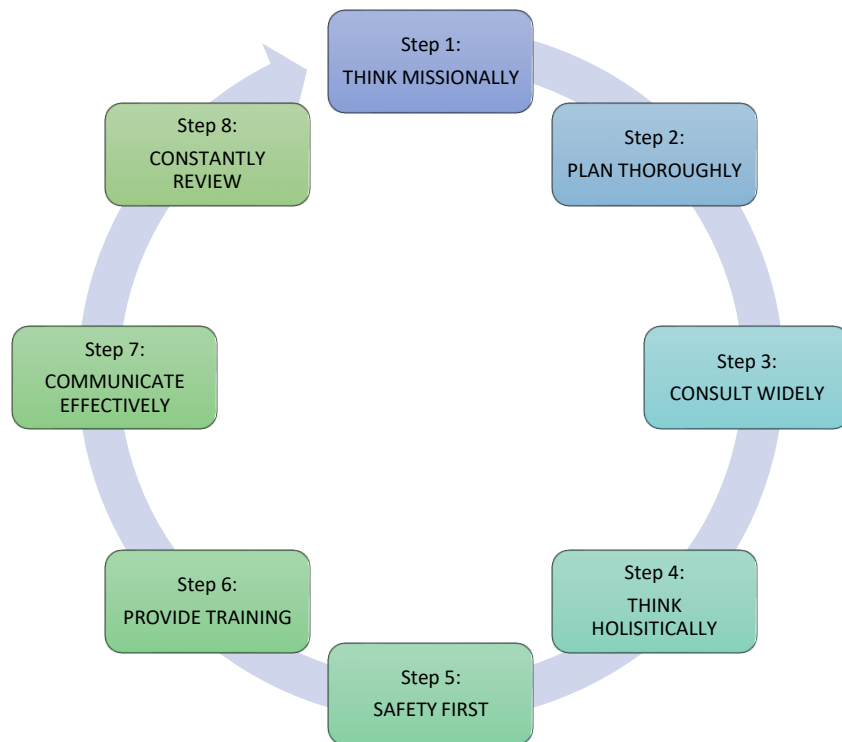 Step 1:
THINK MISSIONALLY
Step 2:
PLAN THOROUGHLY
Step 3:
CONSULT WIDELY
Step 4:
THINK
HOLISITICALLY
Step 5:
SAFETY FIRST
Step 6:
PROVIDE TRAINING
Step 7:
COMMUNICATE
EFFECTIVELY
Step 8:
CONSTANTLY
REVIEW